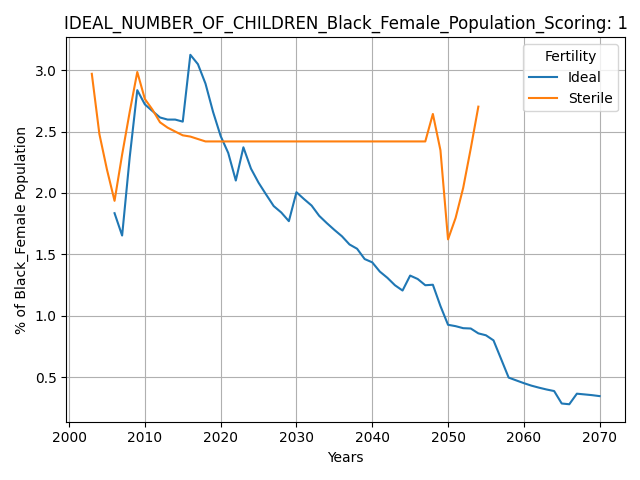 IDEAL_NUMBER_OF_CHILDREN_Black_Female_Population_Scoring: 1
Fertility
Ideal
Sterile
% of Black_Female Population
3.0
2.5
2.0
1.5
1.0
0.5
2000 2010 2020 2030 2040 2050 2060 2070
Years